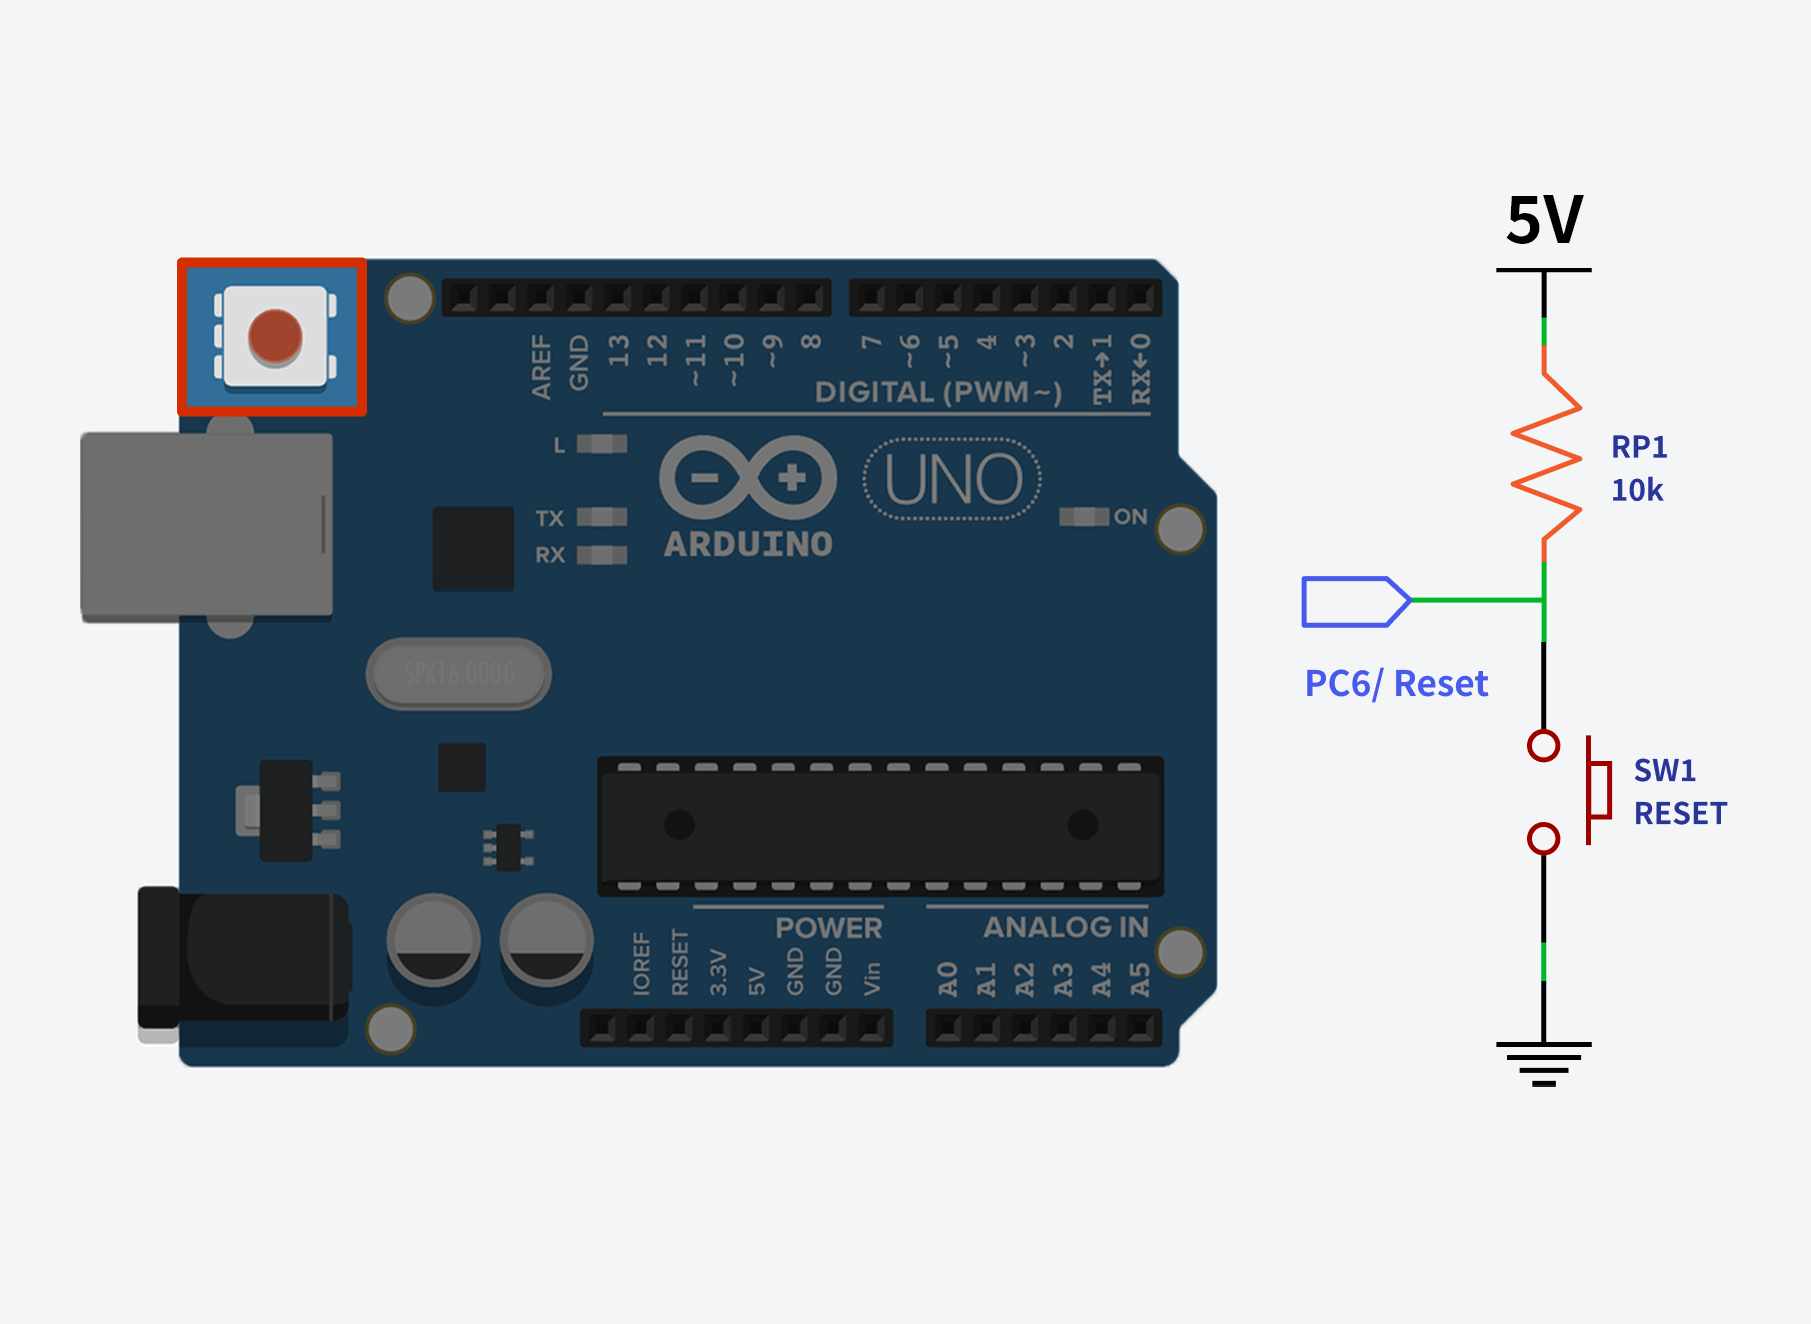 5V
AREF
GND
13
12
~11
~10
~9
8
7
~6
~5
4
~3
2
TX→1
RX←0
DIGITAL (PWM~)
L
TX
RX
ARDUINO
UNO
ON
RP1
10k
SPK16.000G
PC6/ Reset
SW1
RESET
POWER
ANALOG IN
IOREF
RESET
3.3V
5V
GND
GND
Vin
A0
A1
A2
A3
A4
A5